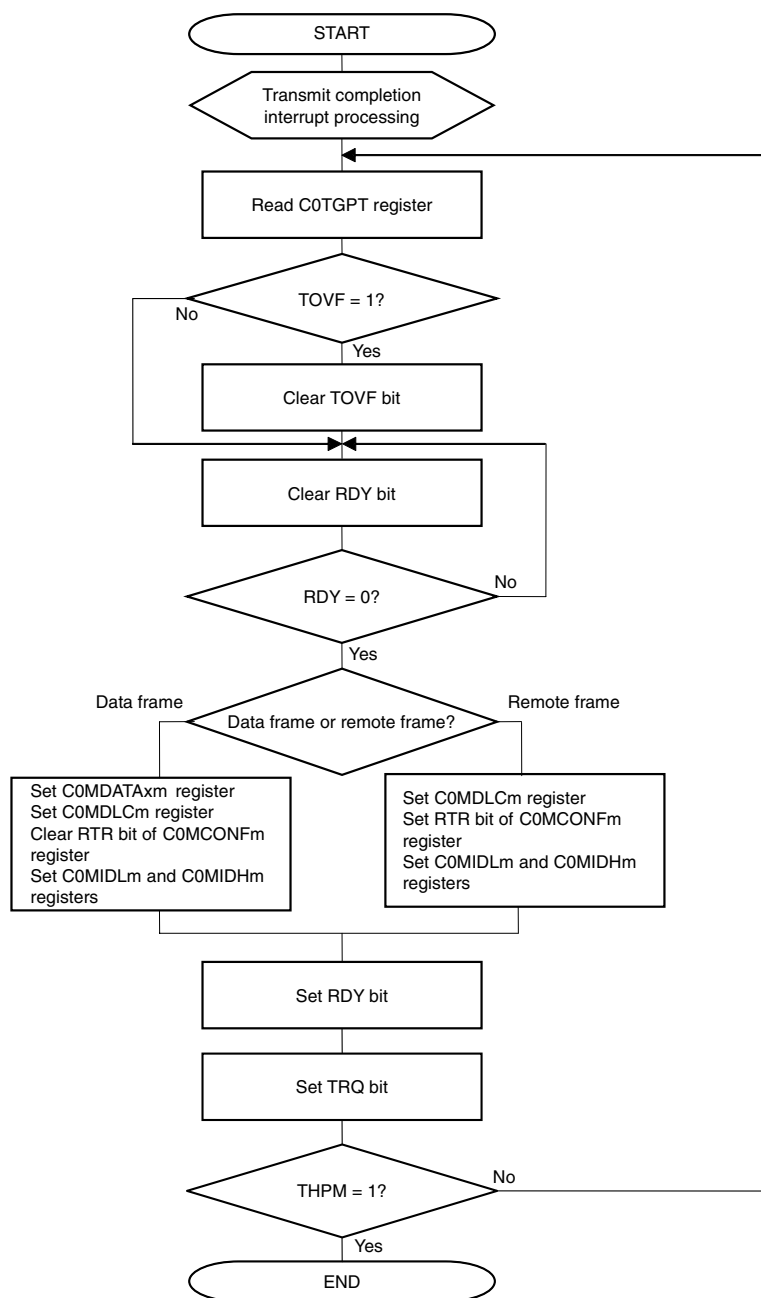 START
Transmit completion
interrupt processing
Read C0TGPT register
TOVF = 1?
No
Yes
Clear TOVF bit
Clear RDY bit
RDY = 0?
No
Yes
Data frame
Remote frame
Data frame or remote frame?
Set C0MDATAxm register
Set C0MDLCm register
Clear RTR bit of C0MCONFm
register
Set C0MIDLm and C0MIDHm
registers
Set C0MDLCm register
Set RTR bit of C0MCONFm
register
Set C0MIDLm and C0MIDHm
registers
Set RDY bit
Set TRQ bit
THPM = 1?
No
Yes
END